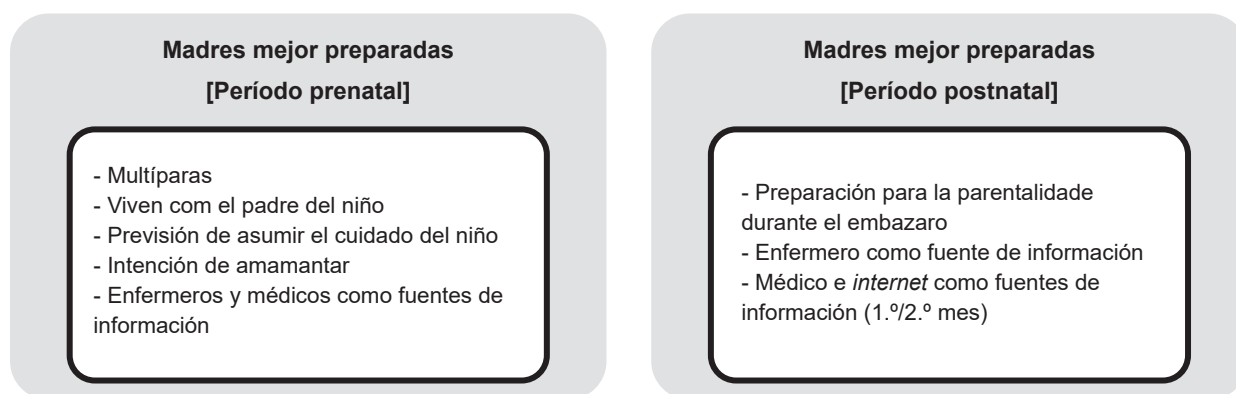 Madres mejor preparadas
[Período prenatal]
- Multíparas
- Viven com el padre del niño
- Previsión de asumir el cuidado del niño
- Intención de amamantar
- Enfermeros y médicos como fuentes de
información
Madres mejor preparadas
[Período postnatal]
- Preparación para la parentalidade
durante el embazaro
- Enfermero como fuente de información
- Médico e internet como fuentes de
información (1.º/2.º mes)